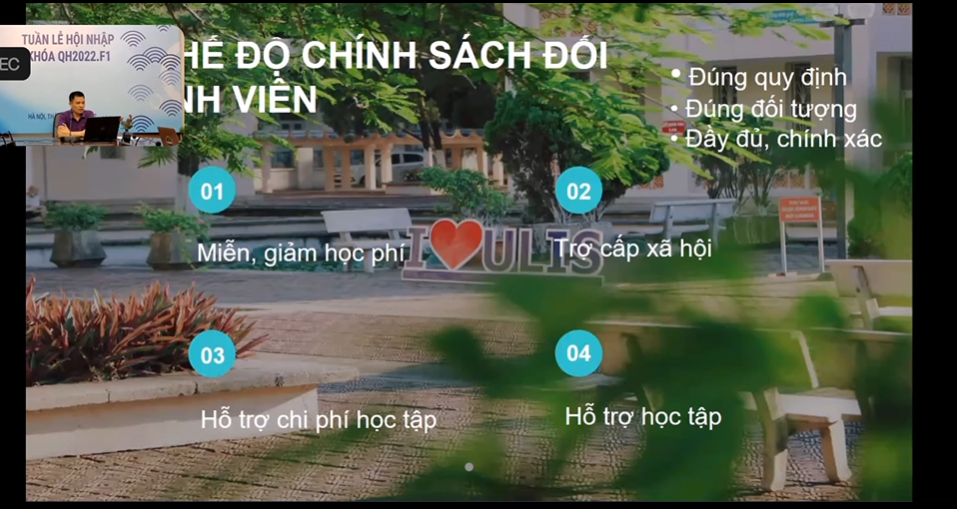 TUẦN LỄ HỘI NHẬP
KHÓA QH2022.F1
EC
HÀ NỘI, TH
HẾ ĐỘ CHÍNH SÁCH ĐỐI
NH VIÊN
• Đúng quy định
• Đúng đối tượng
• Đầy đủ, chính xác
01
Miễn, giảm học phí
02
Trợ cấp xã hội
I ULIS
03
Hỗ trợ chi phí học tập
04
Hỗ trợ học tập